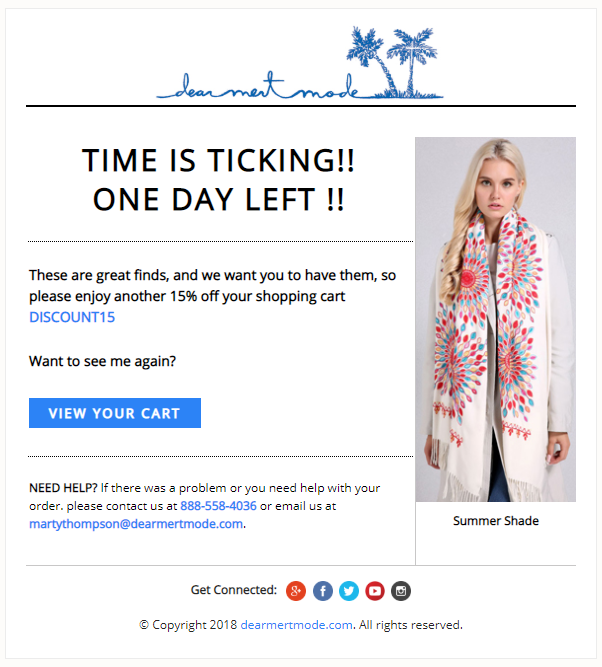 dear mert mode
TIME IS TICKING!!
ONE DAY LEFT !!
These are great finds, and we want you to have them, so
please enjoy another 15% off your shopping cart
DISCOUNT15
Want to see me again?
VIEW YOUR CART
NEED HELP? If there was a problem or you need help with your
order. please contact us at 888-558-4036 or email us at
martythompson@dearmertmode.com.
Summer Shade
Get Connected:
© Copyright 2018 dearmertmode.com. All rights reserved.